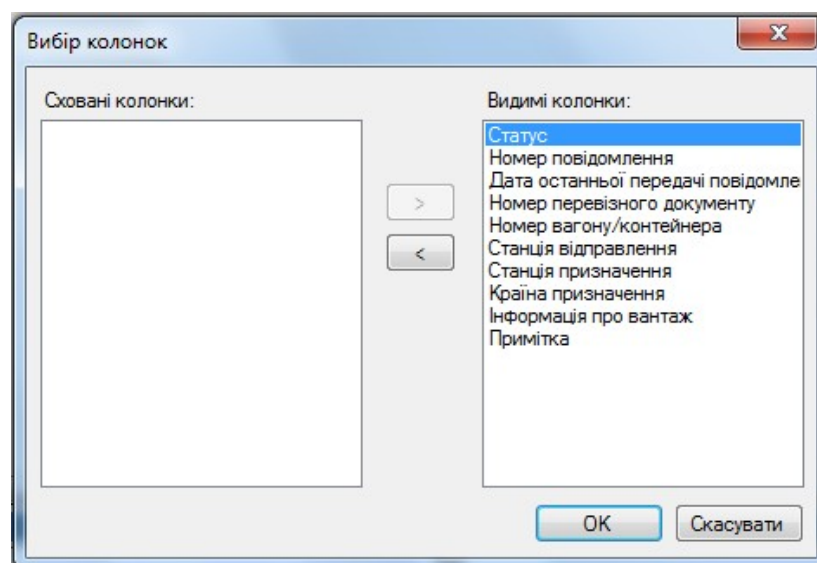 Вибір колонок
Сховані колонки:
Видимі колонки:
Статус
Номер повідомлення
Дата останньої передачі повідомле
Номер перевізного документу
Номер вагону/контейнера
Станція відправлення
Станція призначення
Країна призначення
Інформація про вантаж
Примітка
>
<
OK
Скасувати